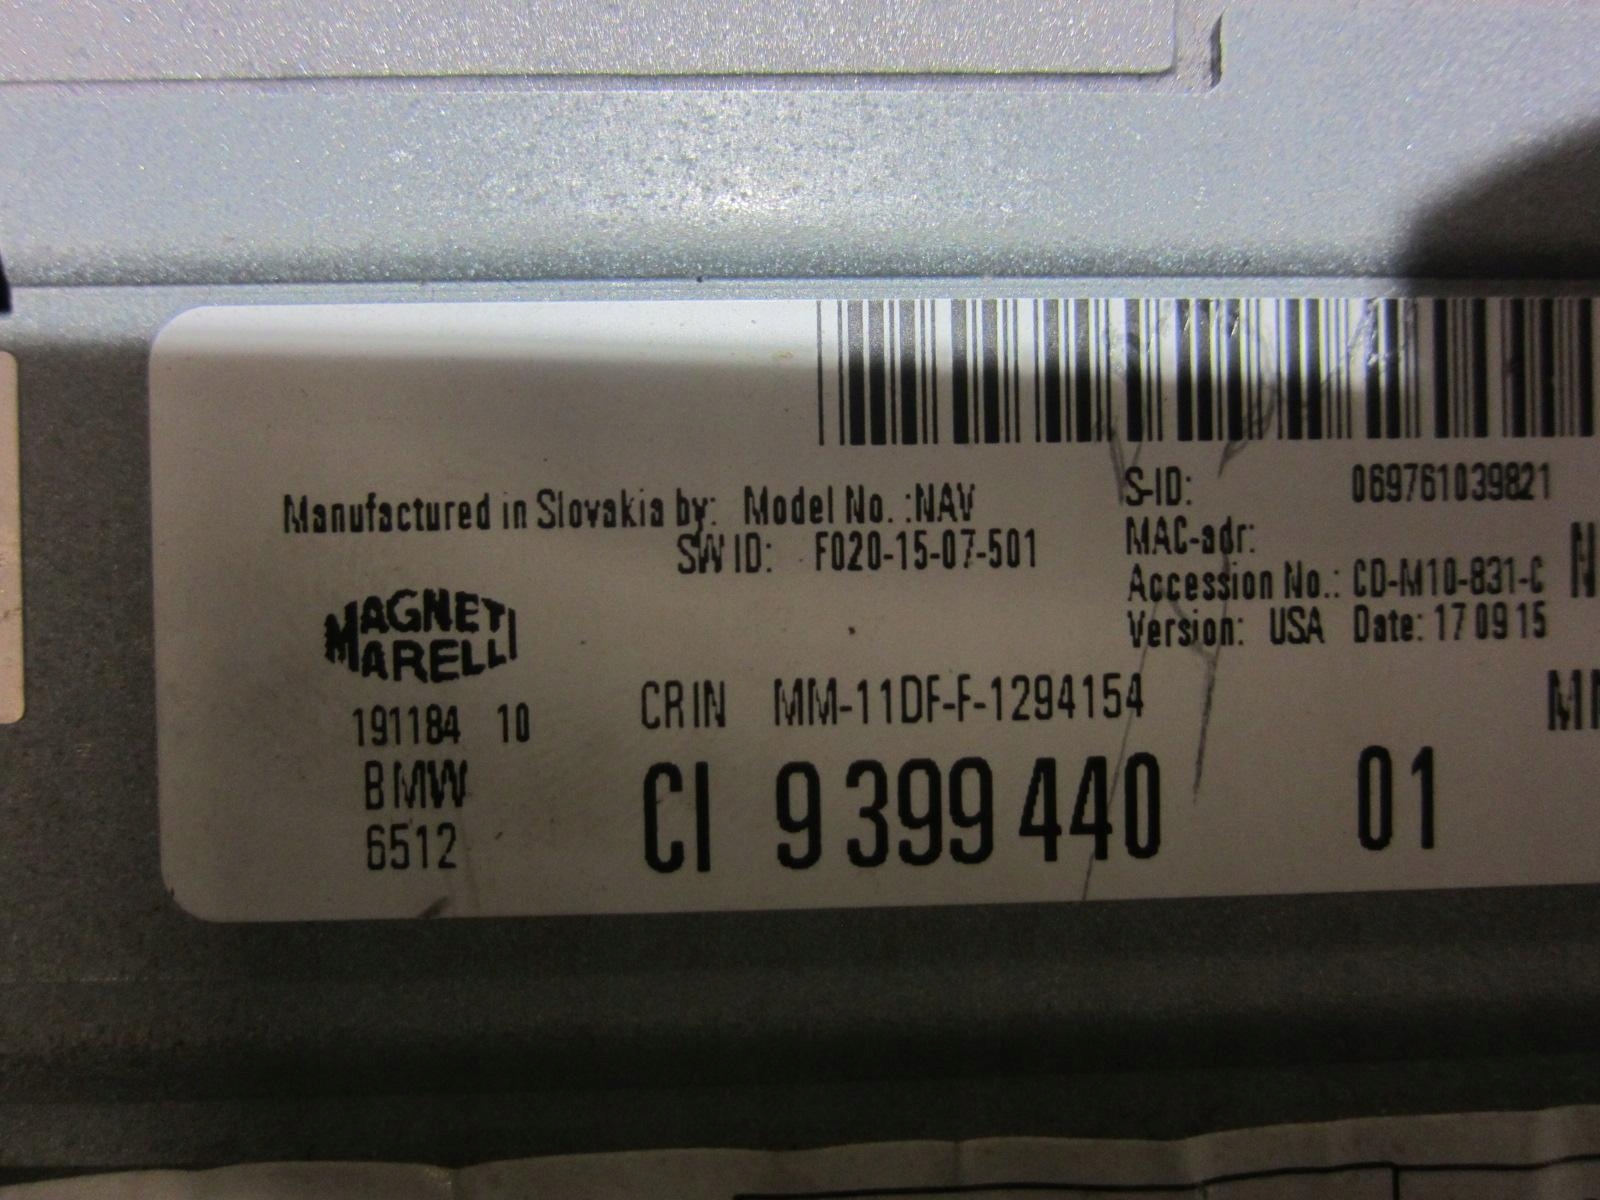 Manufactured in Slovakia by: Model No. :NAV
SW ID: F020-15-07-501
S-ID: 069761039821
MAC-adr:
Accession No.: CD-M10-831-C
Version: USA Date: 17 09 15
MAGNETI
MARELLI
191184 10
BMW
6512
CRIN MM-11DF-F-1294154
CI 9 399 440 01